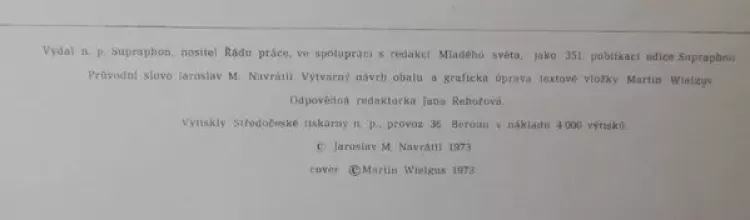 Vydal n. p. Supraphon, nositel Řádu práce, ve spolupráci s redakcí Mladého světa, jako 351. publikaci edice Supraphon
Průvodní slovo Jaroslav M. Navrátil Výtvarný návrh obalu a grafická úprava textové vložky Martin Wielgus
Odpovědná redaktorka Jana Řehořová.
Vytiskly Středočeské tiskárny n. p., provoz 36 Beroun v nákladu 4 000 výtisků.
© Jaroslav M. Navrátil 1973
cover ©Martin Wielgus 1973